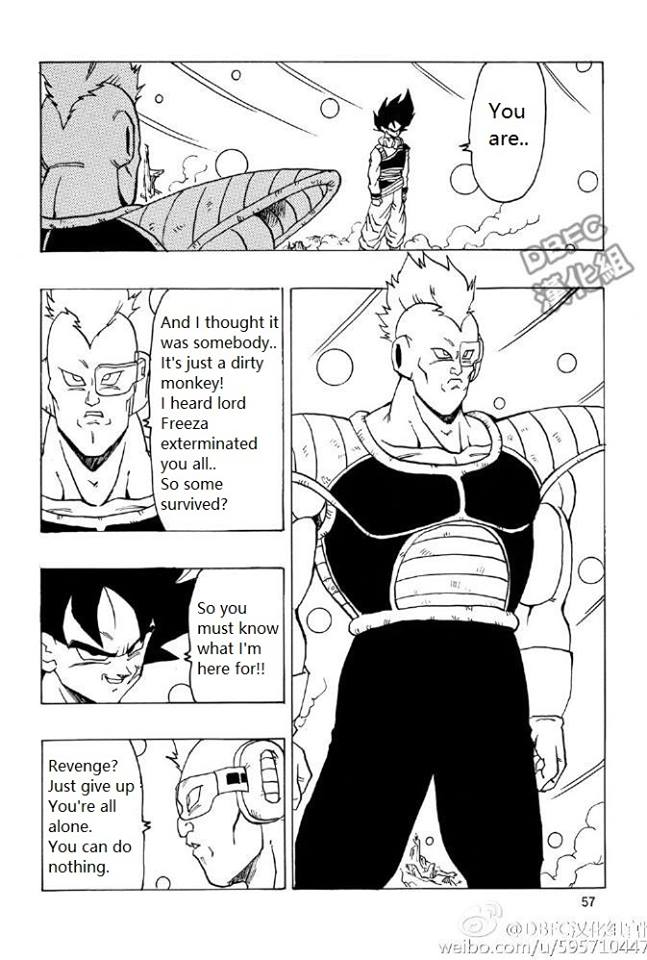 You
are..
DBFC
漢化組
And I thought it
was somebody..
It's just a dirty
monkey!
I heard lord
Freeza
exterminated
you all..
So some
survived?
So you
must know
what I'm
here for!!
Revenge?
Just give up
You're all
alone.
You can do
nothing.
57
@DBFC汉化组官
weibo.com/u/595710447